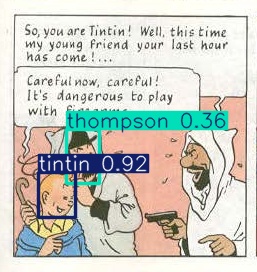 So, you are Tintin! Well, this time
my young friend your last hour
has come!...
Careful now, careful!
It's dangerous to play
with
thompson 0.36
tintin 0.92